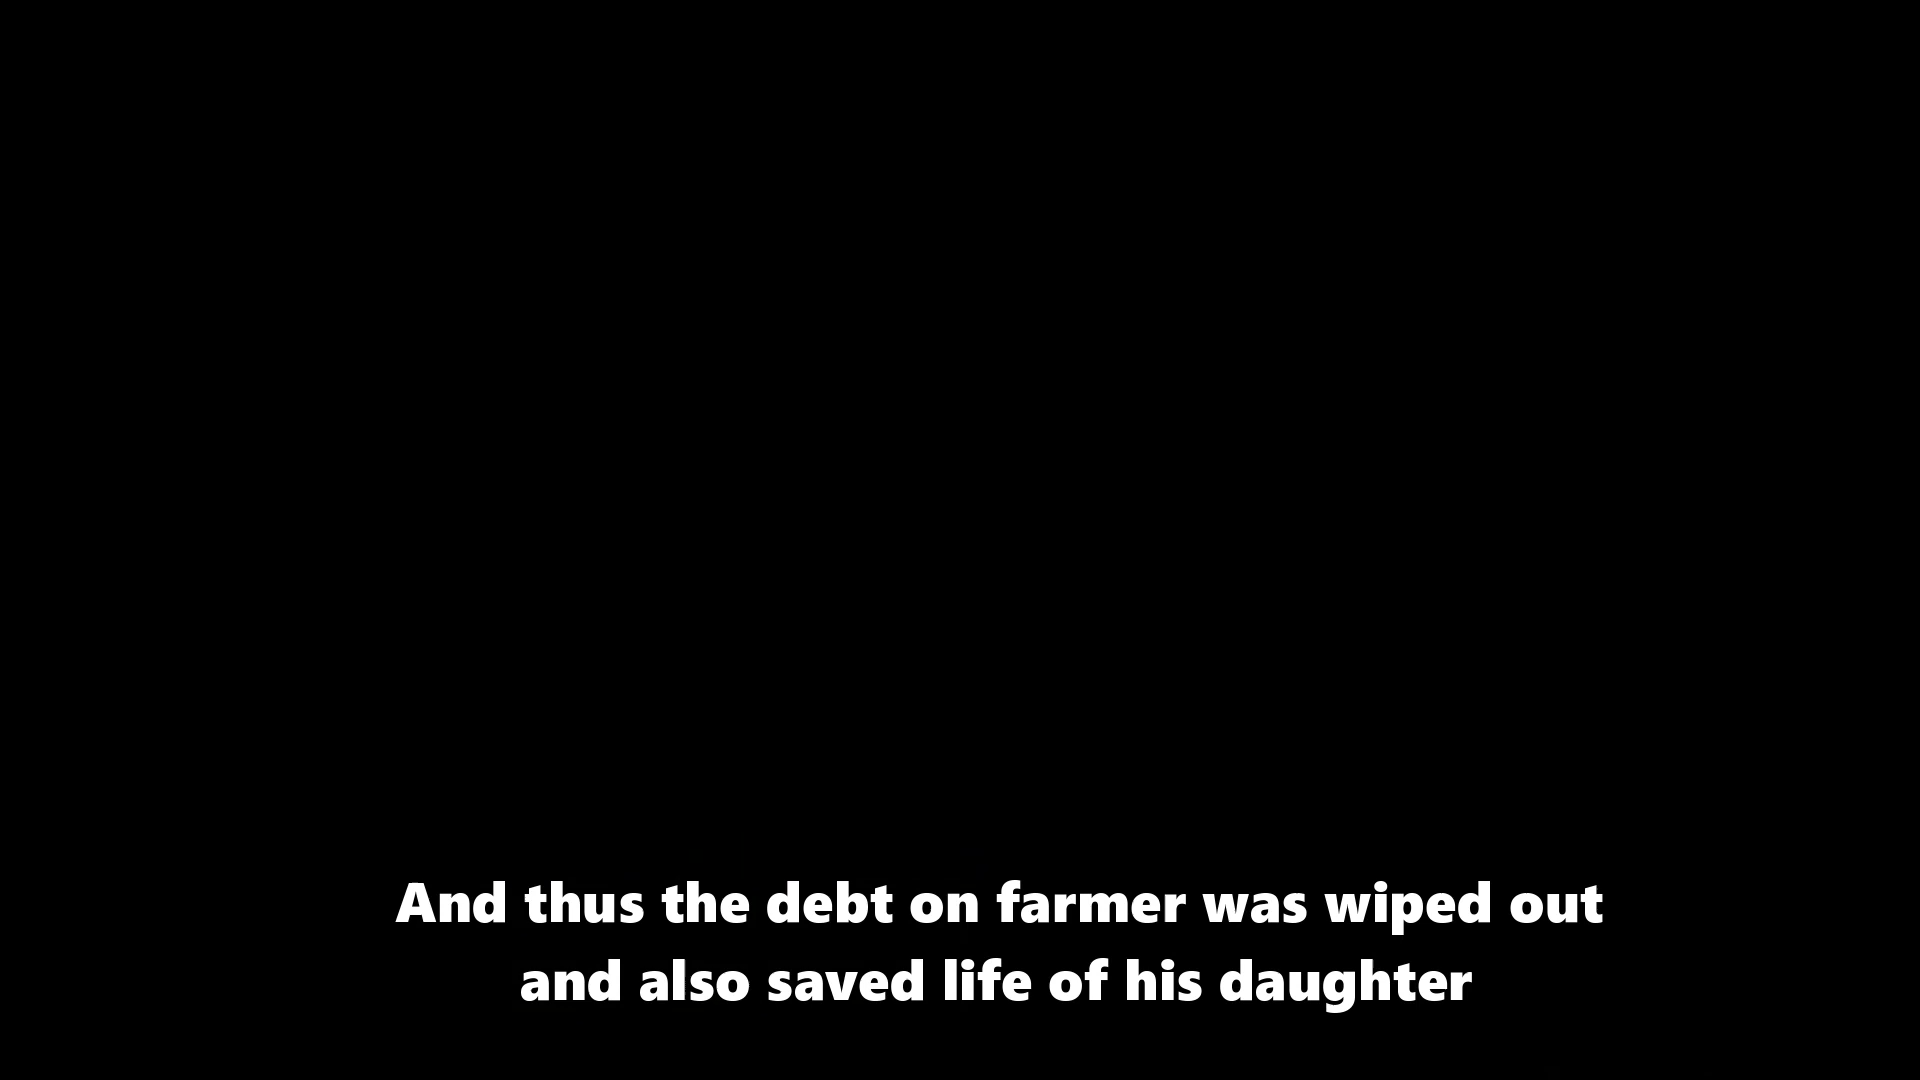 And thus the debt on farmer was wiped out
and also saved life of his daughter